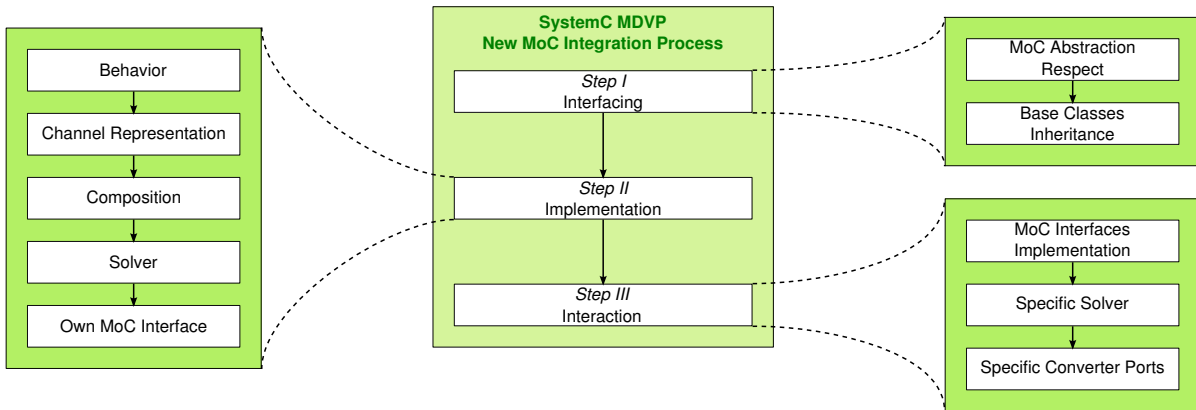 SystemC MDVP
New MoC Integration Process
Step I
Interfacing
Step II
Implementation
Step III
Interaction
Behavior
Channel Representation
Composition
Solver
Own MoC Interface
MoC Abstraction
Respect
Base Classes
Inheritance
MoC Interfaces
Implementation
Specific Solver
Specific Converter Ports